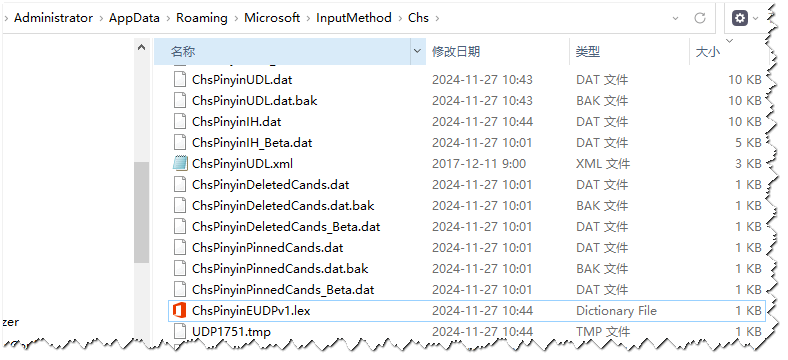 Administrator › AppData › Roaming › Microsoft › InputMethod › Chs ›
名称 修改日期 类型 大小
ChsPinyinUDL.dat 2024-11-27 10:43 DAT 文件 10 KB
ChsPinyinUDL.dat.bak 2024-11-27 10:43 BAK 文件 10 KB
ChsPinyinIH.dat 2024-11-27 10:44 DAT 文件 10 KB
ChsPinyinIH_Beta.dat 2024-11-27 10:01 DAT 文件 5 KB
ChsPinyinUDL.xml 2017-12-11 9:00 XML 文件 3 KB
ChsPinyinDeletedCands.dat 2024-11-27 10:01 DAT 文件 1 KB
ChsPinyinDeletedCands.dat.bak 2024-11-27 10:01 BAK 文件 1 KB
ChsPinyinDeletedCands_Beta.dat 2024-11-27 10:01 DAT 文件 1 KB
ChsPinyinPinnedCands.dat 2024-11-27 10:01 DAT 文件 1 KB
ChsPinyinPinnedCands.dat.bak 2024-11-27 10:01 BAK 文件 1 KB
ChsPinyinPinnedCands_Beta.dat 2024-11-27 10:01 DAT 文件 1 KB
ChsPinyinEUDPv1.lex 2024-11-27 10:44 Dictionary File 1 KB
zer
UDP1751.tmp 2024-11-27 10:44 TMP 文件 1 KB